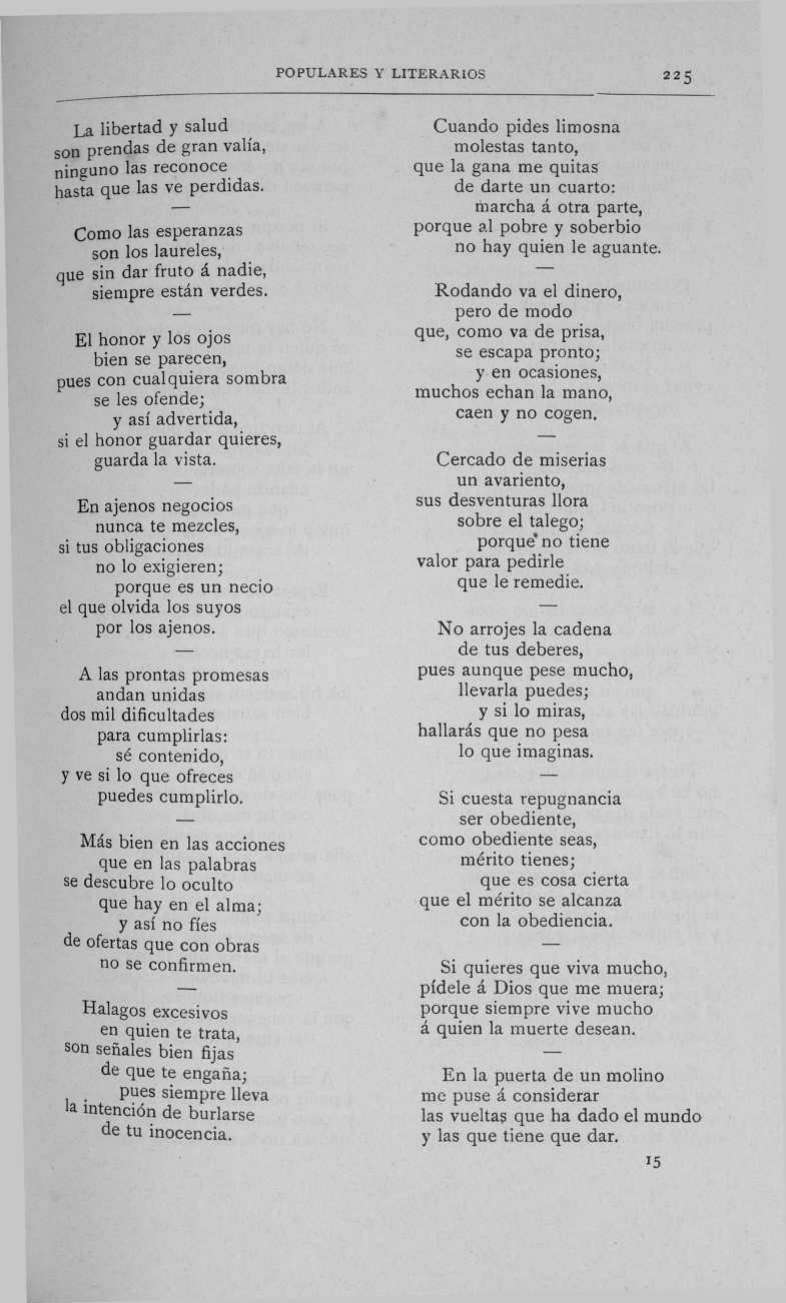 POPULARES Y LITERARIOS 225
La libertad y salud
son prendas de gran valía,
ninguno las reconoce
hasta que las ve perdidas.
—
Como las esperanzas
son los laureles,
que sin dar fruto á nadie,
siempre están verdes.
—
El honor y los ojos
bien se parecen,
pues con cualquiera sombra
se les ofende;
y así advertida,
si el honor guardar quieres,
guarda la vista.
—
En ajenos negocios
nunca te mezcles,
si tus obligaciones
no lo exigieren;
porque es un necio
el que olvida los suyos
por los ajenos.
—
A las prontas promesas
andan unidas
dos mil dificultades
para cumplirlas:
sé contenido,
y ve si lo que ofreces
puedes cumplirlo.
—
Más bien en las acciones
que en las palabras
se descubre lo oculto
que hay en el alma;
y así no fíes
de ofertas que con obras
no se confirmen.
—
Halagos excesivos
en quien te trata,
son señales bien fijas
de que te engaña;
pues siempre lleva
la intención de burlarse
de tu inocencia.
Cuando pides limosna
molestas tanto,
que la gana me quitas
de darte un cuarto:
marcha á otra parte,
porque al pobre y soberbio
no hay quien le aguante.
—
Rodando va el dinero,
pero de modo
que, como va de prisa,
se escapa pronto;
y en ocasiones,
muchos echan la mano,
caen y no cogen.
—
Cercado de miserias
un avariento,
sus desventuras llora
sobre el talego;
porque no tiene
valor para pedirle
que le remedie.
—
No arrojes la cadena
de tus deberes,
pues aunque pese mucho,
llevarla puedes;
y si lo miras,
hallarás que no pesa
lo que imaginas.
—
Si cuesta repugnancia
ser obediente,
como obediente seas,
mérito tienes;
que es cosa cierta
que el mérito se alcanza
con la obediencia.
—
Si quieres que viva mucho,
pídele á Dios que me muera;
porque siempre vive mucho
á quien la muerte desean.
—
En la puerta de un molino
me puse á considerar
las vueltas que ha dado el mundo
y las que tiene que dar.
15